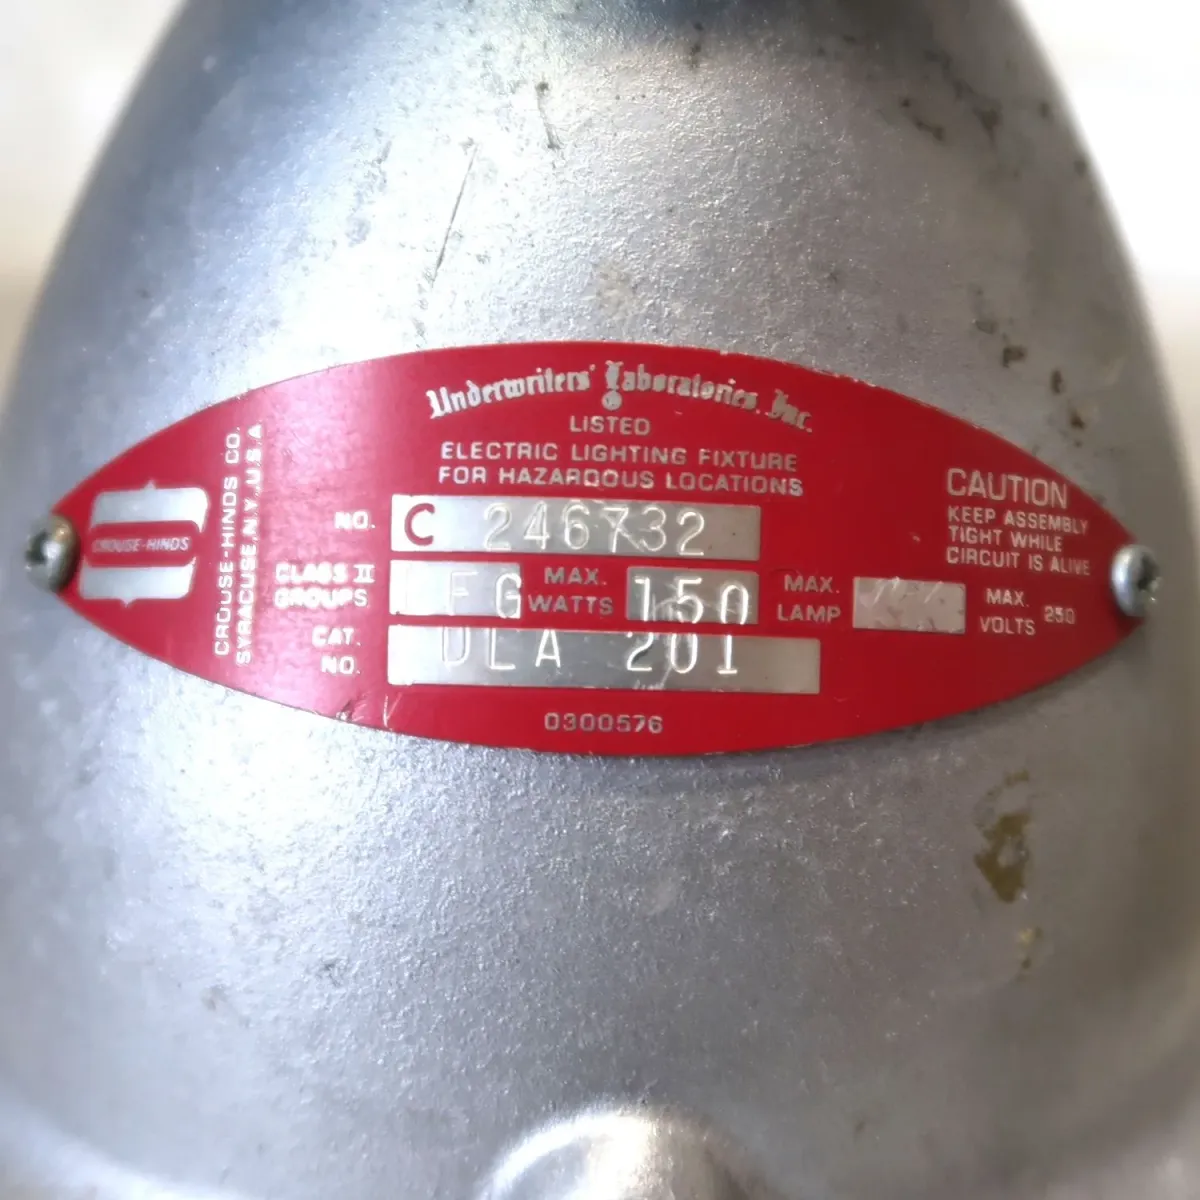 CROUSE-HINDS
CROUSE-HINDS CO.
SYRACUSE, N.Y., U.S.A
Underwriters' Laboratories, Inc.
LISTED
ELECTRIC LIGHTING FIXTURE
FOR HAZARDOUS LOCATIONS
NO. C 246732
CLASS II GROUPS EFG MAX. WATTS 150 MAX. LAMP MAX. VOLTS 250
CAT. NO. DLA 201
0300576
CAUTION
KEEP ASSEMBLY
TIGHT WHILE
CIRCUIT IS ALIVE